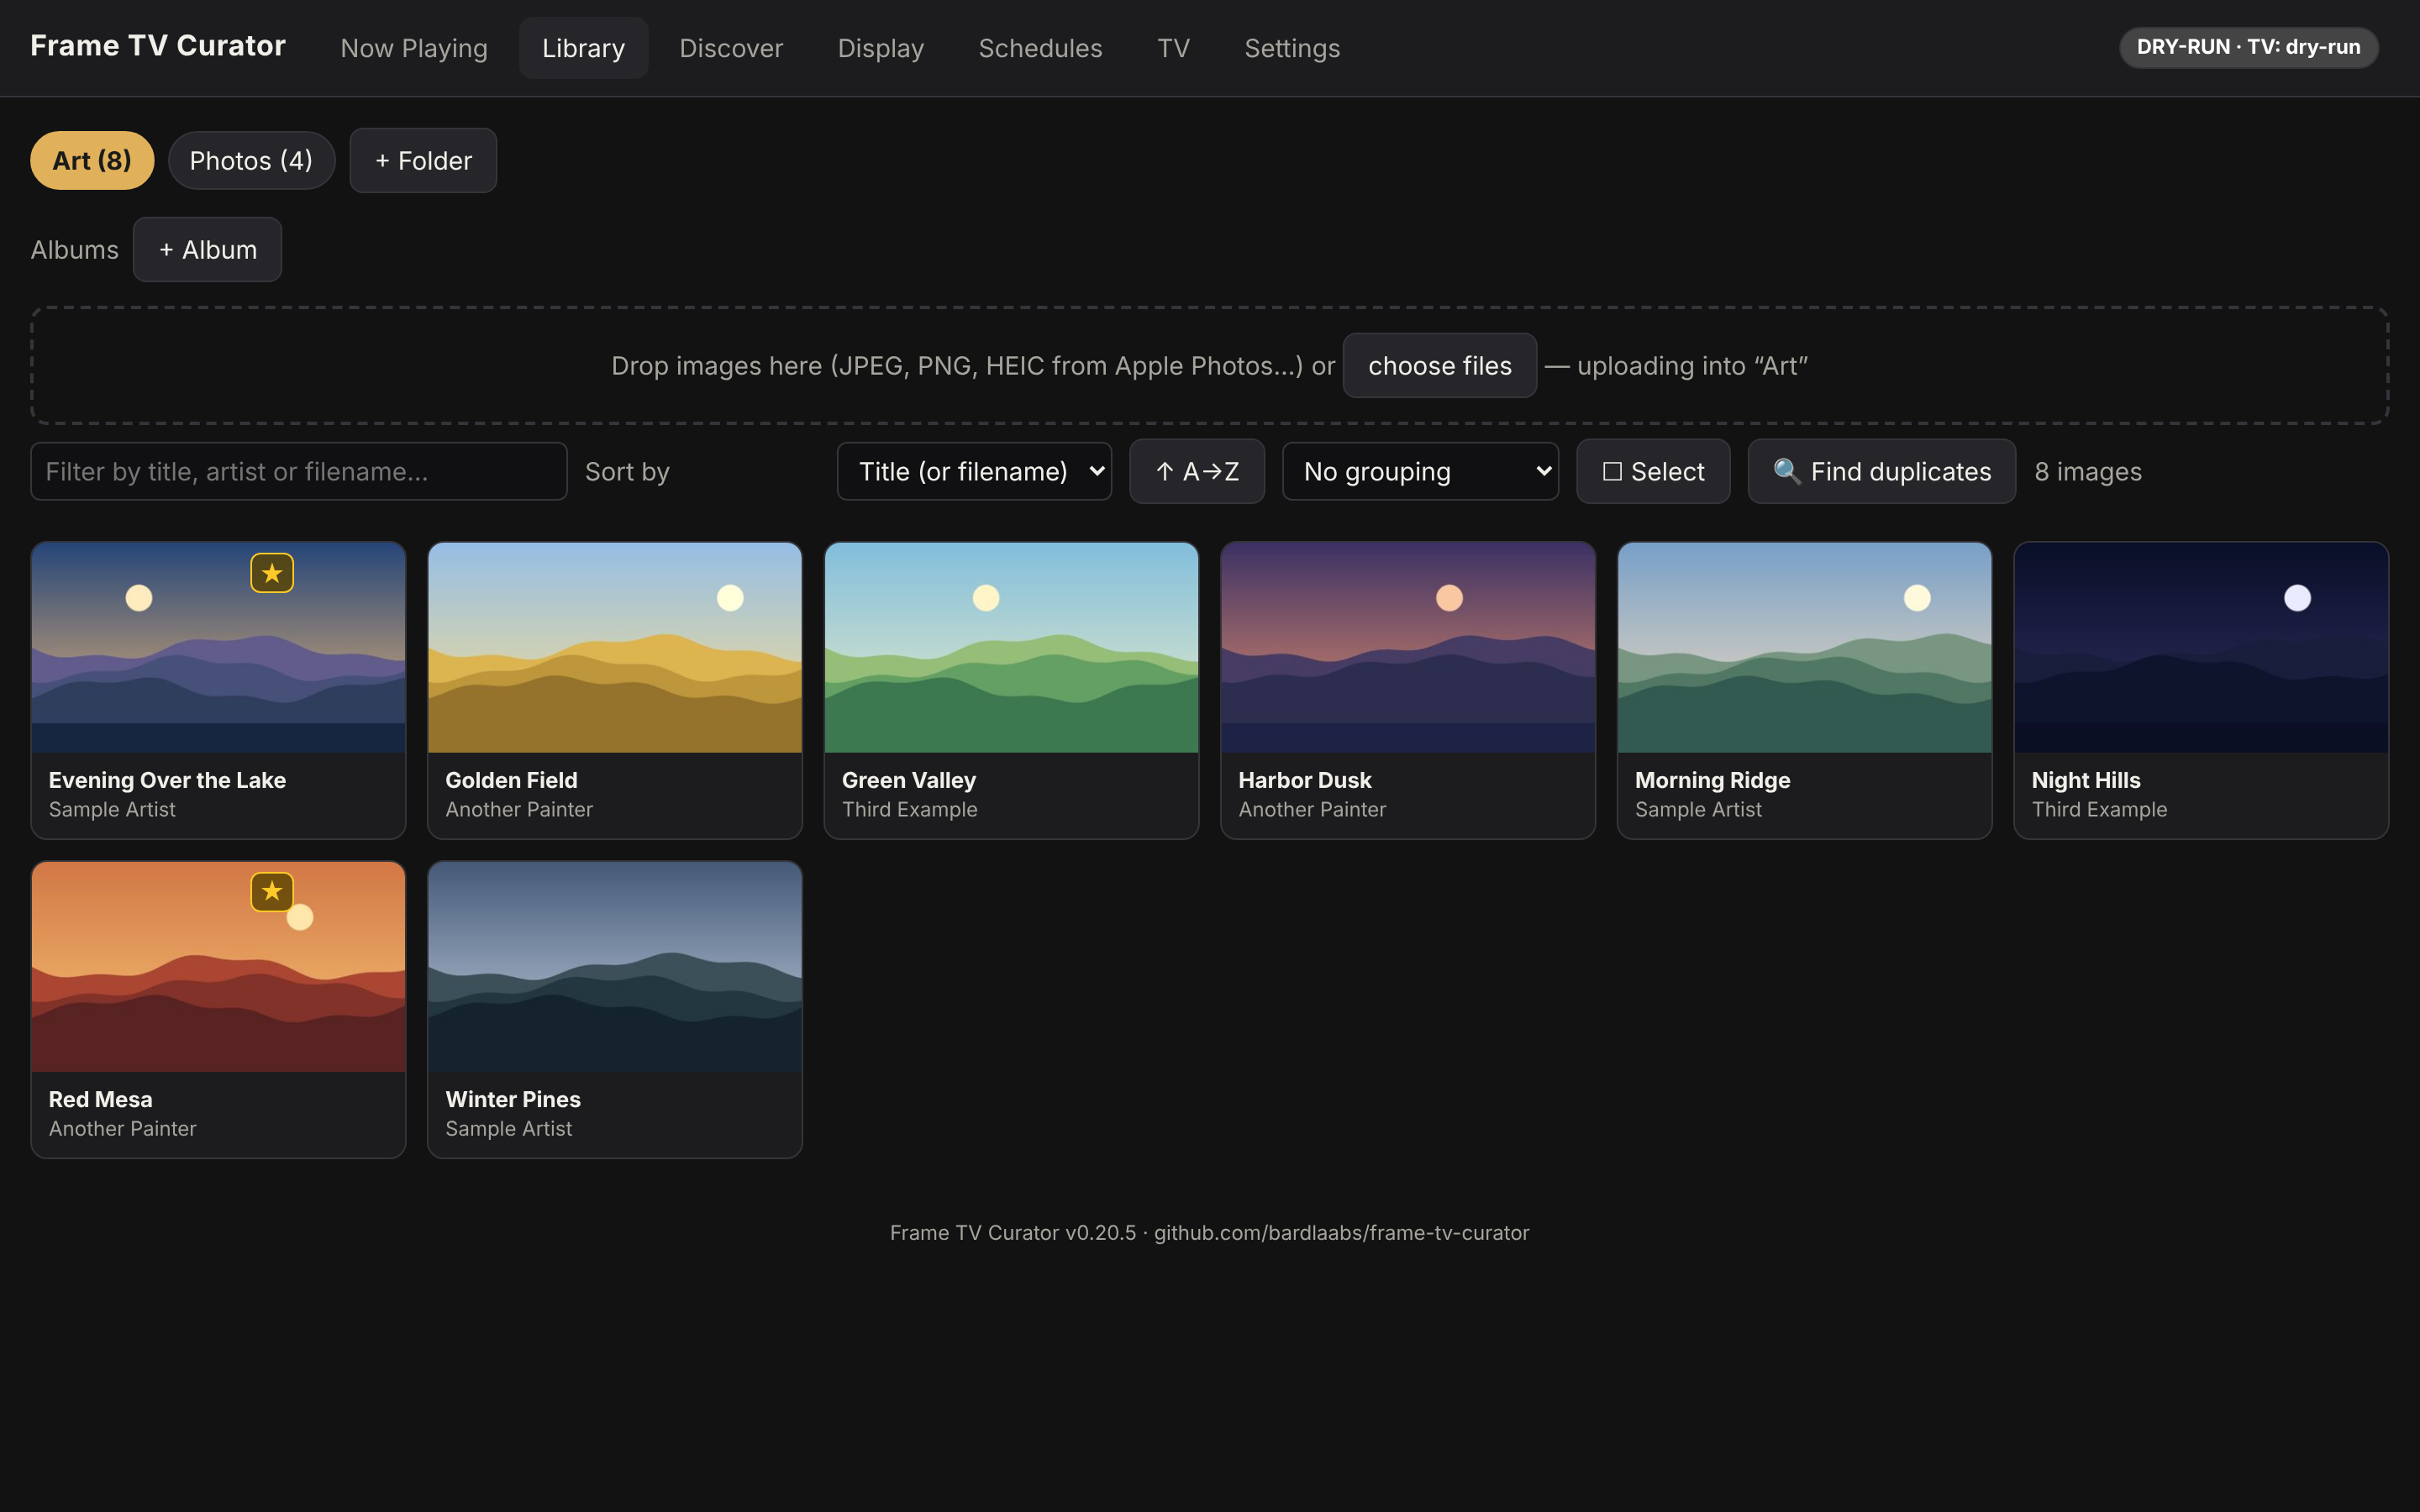 Frame TV Curator Now Playing Library Discover Display Schedules TV Settings DRY-RUN · TV: dry-run
Art (8) Photos (4) + Folder
Albums + Album
Drop images here (JPEG, PNG, HEIC from Apple Photos…) or choose files — uploading into “Art”
Filter by title, artist or filename… Sort by Title (or filename) ↑ A→Z No grouping ☐ Select 🔍 Find duplicates 8 images
Evening Over the Lake Golden Field Green Valley Harbor Dusk Morning Ridge Night Hills
Sample Artist Another Painter Third Example Another Painter Sample Artist Third Example
Red Mesa Winter Pines
Another Painter Sample Artist
Frame TV Curator v0.20.5 · github.com/bardlaabs/frame-tv-curator